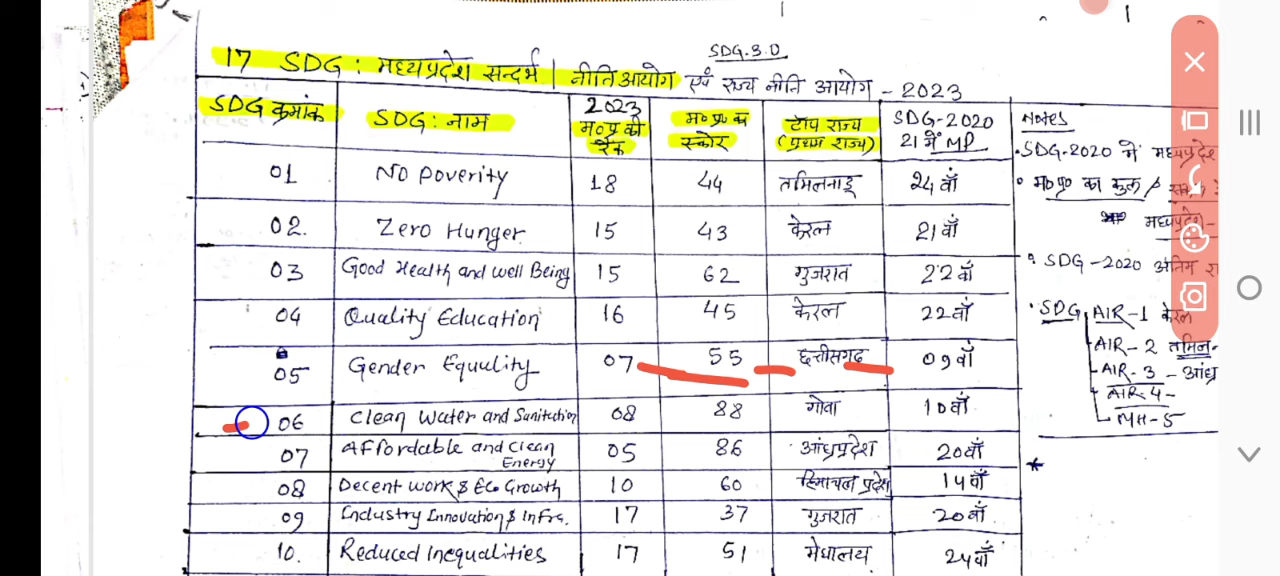 SDG.3.0
17 SDG : मध्यप्रदेश सन्दर्भ | नीति आयोग एवं राज्य नीति आयोग - 2023
SDG क्रमांक SDG : नाम 2023 म०प्र० की रैंक म०प्र० का स्कोर टॉप राज्य (प्रथम राज्य) SDG-2020 21 में MP
01 No Poverity 18 44 तमिलनाडू 24वाँ
02. Zero Hunger 15 43 केरल 21वाँ
03 Good Health and Well Being 15 62 गुजरात 22वाँ
04 Quality Education 16 45 केरल 22वाँ
05 Gender Equality 07 55 छत्तीसगढ़ 09वाँ
06 Clean Water and Sanitation 08 88 गोवा 10वाँ
07 Affordable and Clean Energy 05 86 आंध्रप्रदेश 20वाँ
08 Decent Work & Eco Growth 10 60 हिमाचल प्रदेश 14वाँ
09 Industry Innovation & Infra. 17 37 गुजरात 20वाँ
10. Reduced Inequalities 17 51 मेघालय 24वाँ
Notes
• SDG-2020 में मध्यप्रदेश
• म०प्र० का कुल
मध्यप्रदेश -
• SDG-2020 अंतिम रा
• SDG AIR-1 केरल
AIR-2 तमिल-
AIR-3 - आंध्र
AIR-4-
MH-5